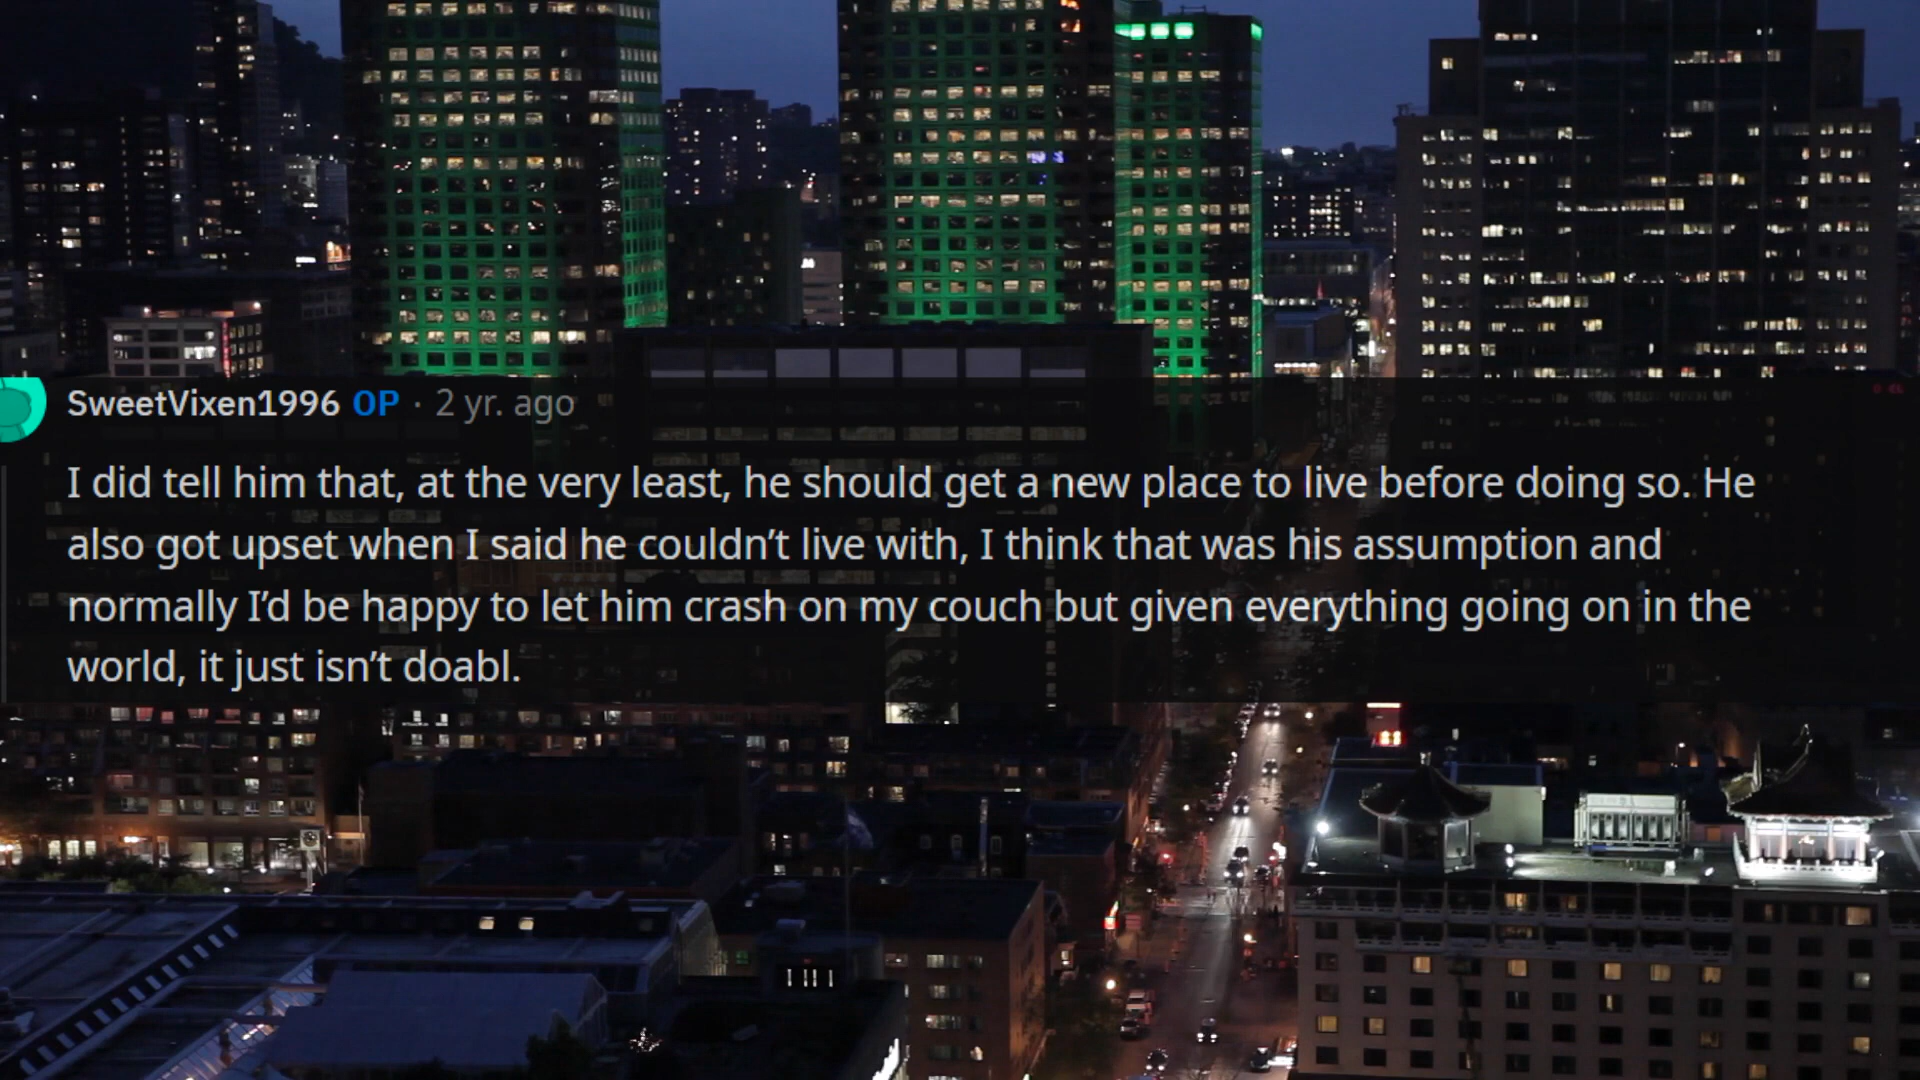 SweetVixen1996 OP · 2 yr. ago
I did tell him that, at the very least, he should get a new place to live before doing so. He
also got upset when I said he couldn’t live with, I think that was his assumption and
normally I’d be happy to let him crash on my couch but given everything going on in the
world, it just isn’t doabl.